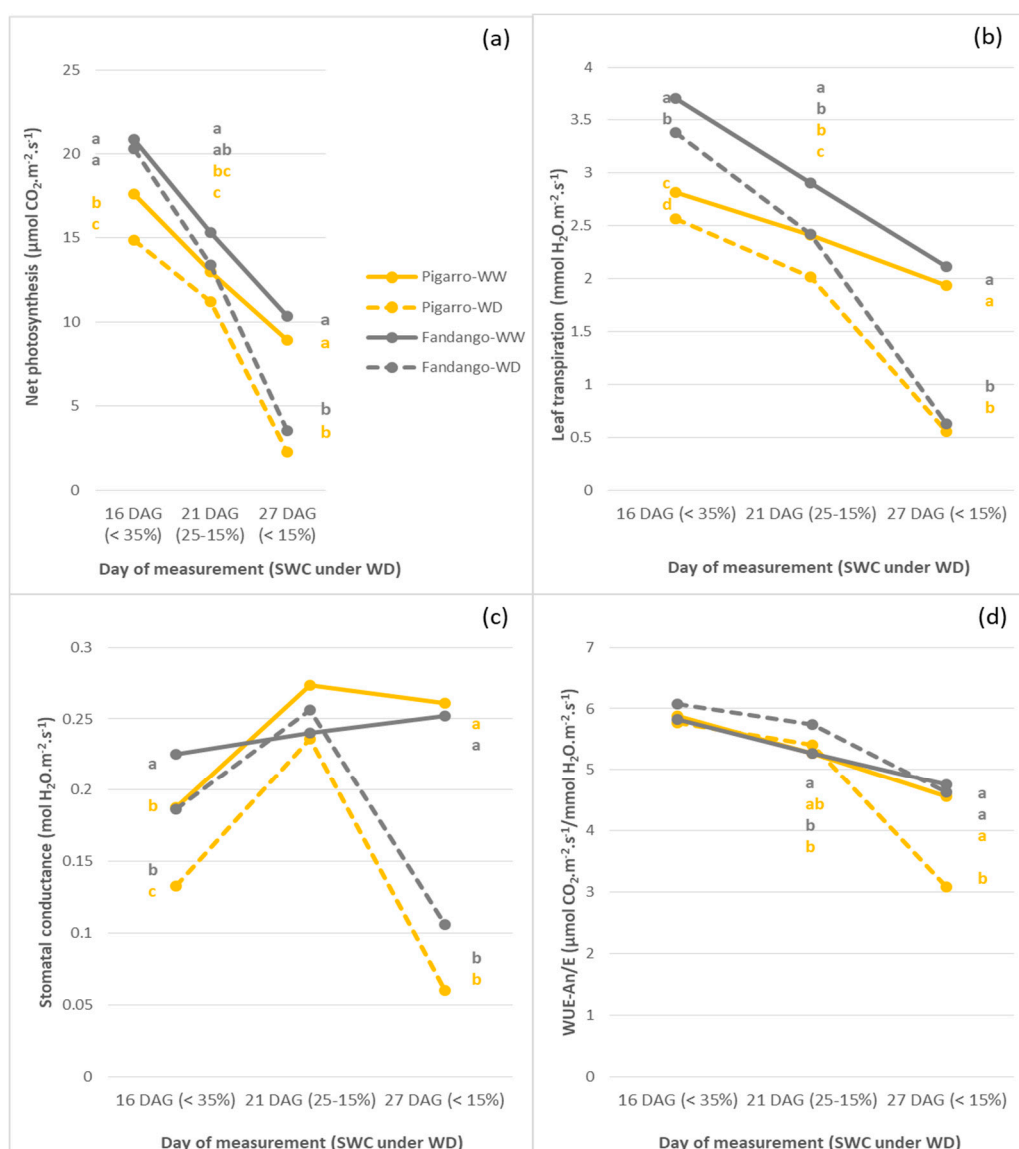 (a)
Net photosynthesis (μmol CO₂.m⁻².s⁻¹)
25
20
15
10
5
0
a
a
b
c
a
ab
bc
c
a
a
b
b
Pigarro-WW
Pigarro-WD
Fandango-WW
Fandango-WD
16 DAG
(< 35%)
21 DAG
(25-15%)
27 DAG
(< 15%)
Day of measurement (SWC under WD)
(b)
Leaf transpiration (mmol H₂O.m⁻².s⁻¹)
4
3.5
3
2.5
2
1.5
1
0.5
0
a
b
c
d
a
b
b
c
a
a
b
b
16 DAG (< 35%)
21 DAG (25-15%)
27 DAG (< 15%)
Day of measurement (SWC under WD)
(c)
Stomatal conductance (mol H₂O.m⁻².s⁻¹)
0.3
0.25
0.2
0.15
0.1
0.05
0
a
b
b
c
a
a
b
b
16 DAG (< 35%)
21 DAG (25-15%)
27 DAG (< 15%)
Day of measurement (SWC under WD)
(d)
WUE-An/E (μmol CO₂.m⁻².s⁻¹/mmol H₂O.m⁻².s⁻¹)
7
6
5
4
3
2
1
0
a
ab
b
b
a
a
a
b
16 DAG (< 35%)
21 DAG (25-15%)
27 DAG (< 15%)
Day of measurement (SWC under WD)